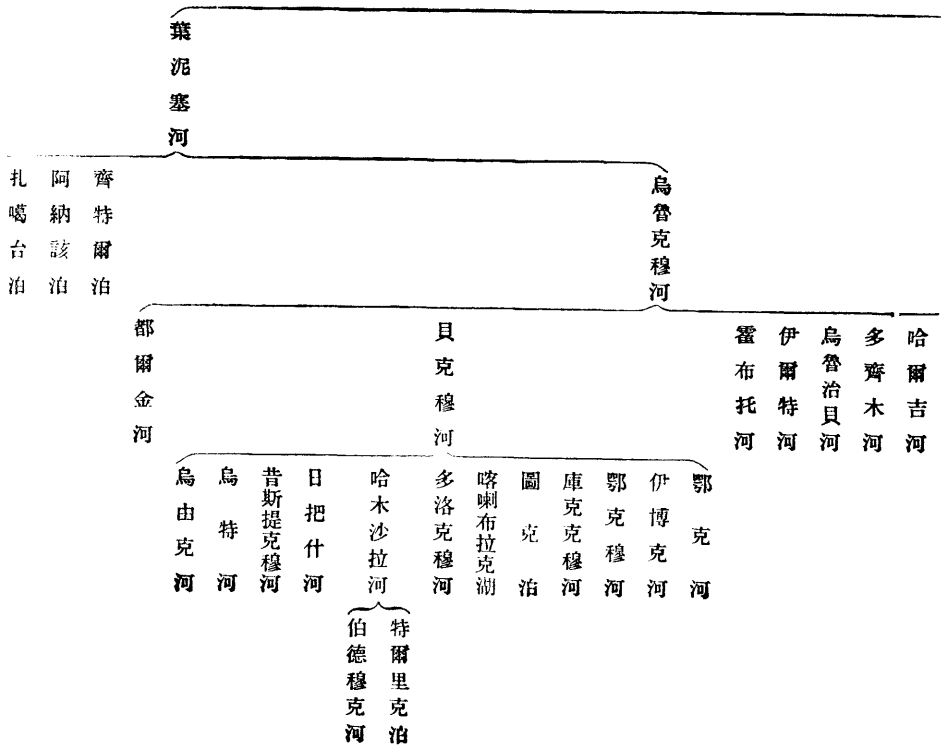 葉泥塞河
烏魯克穆河
齊特爾泊
阿納該泊
扎噶台泊
哈爾吉河
多齊木河
烏魯治貝河
伊爾特河
霍布托河
貝克穆河
都爾金河
鄂克河
伊博克河
鄂克穆河
庫克克穆河
圖克泊
喀喇布拉克湖
多洛克穆河
哈木沙拉河
日把什河
昔斯提克穆河
烏特河
烏由克河
特爾里克泊
伯德穆克河